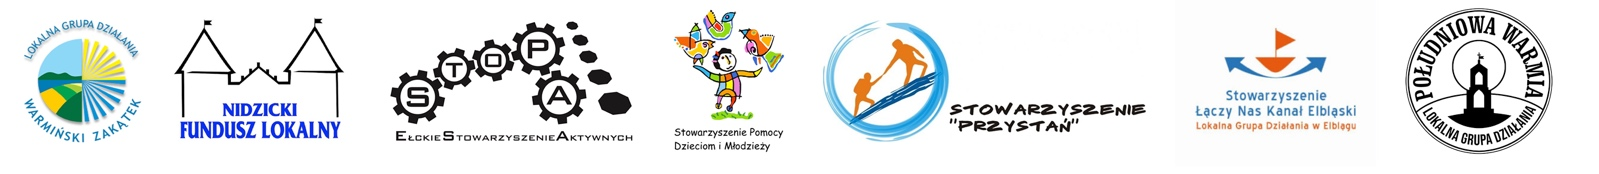 LOKALNA GRUPA DZIAŁANIA
WARMIŃSKI ZAKĄTEK
NIDZICKI
FUNDUSZ LOKALNY
STOPA
EŁCKIESTOWARZYSZENIEAKTYWNYCH
Stowarzyszenie Pomocy
Dzieciom i Młodzieży
STOWARZYSZENIE
"PRZYSTAŃ"
Stowarzyszenie
Łączy Nas Kanał Elbląski
Lokalna Grupa Działania w Elblągu
POŁUDNIOWA WARMIA
LOKALNA GRUPA DZIAŁANIA